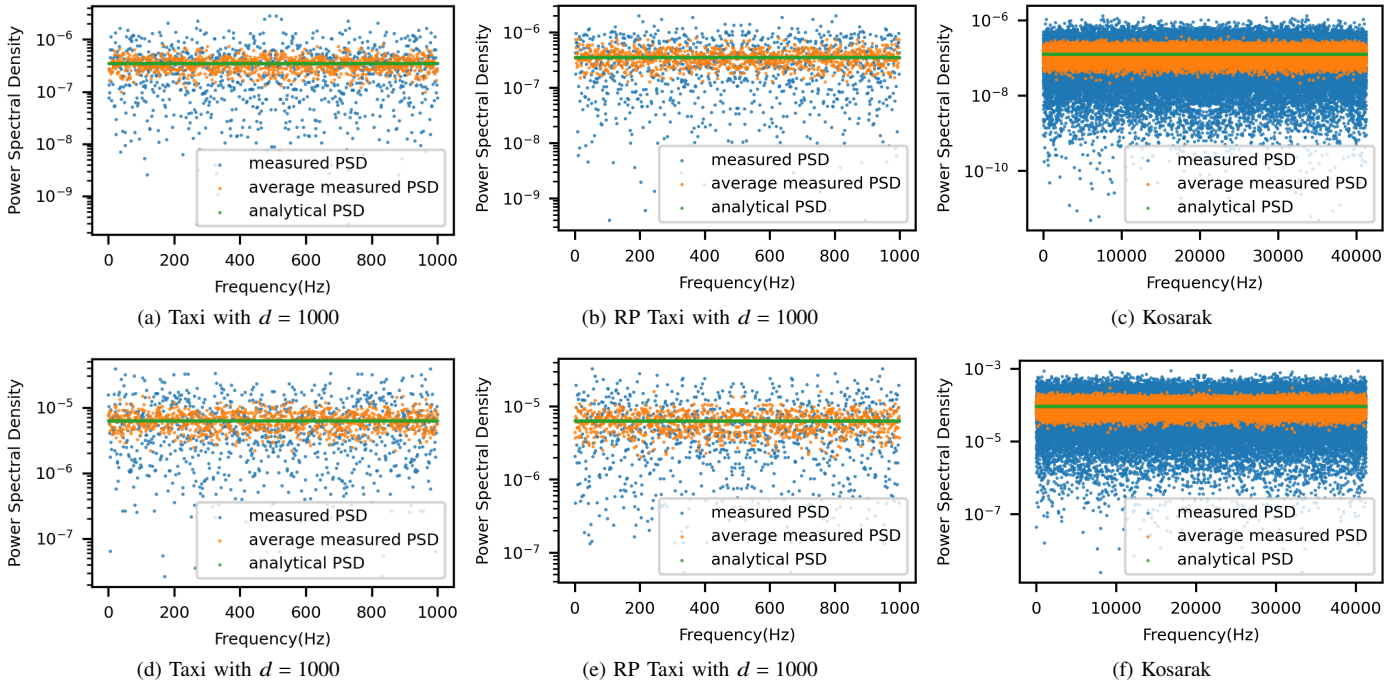 Power Spectral Density
10⁻⁶
10⁻⁷
10⁻⁸
10⁻⁹
measured PSD
average measured PSD
analytical PSD
0 200 400 600 800 1000
Frequency(Hz)
(a) Taxi with d = 1000
Power Spectral Density
10⁻⁶
10⁻⁷
10⁻⁸
10⁻⁹
measured PSD
average measured PSD
analytical PSD
0 200 400 600 800 1000
Frequency(Hz)
(b) RP Taxi with d = 1000
Power Spectral Density
10⁻⁶
10⁻⁸
10⁻¹⁰
measured PSD
average measured PSD
analytical PSD
0 10000 20000 30000 40000
Frequency(Hz)
(c) Kosarak
Power Spectral Density
10⁻⁵
10⁻⁶
10⁻⁷
measured PSD
average measured PSD
analytical PSD
0 200 400 600 800 1000
Frequency(Hz)
(d) Taxi with d = 1000
Power Spectral Density
10⁻⁵
10⁻⁶
10⁻⁷
measured PSD
average measured PSD
analytical PSD
0 200 400 600 800 1000
Frequency(Hz)
(e) RP Taxi with d = 1000
Power Spectral Density
10⁻³
10⁻⁵
10⁻⁷
measured PSD
average measured PSD
analytical PSD
0 10000 20000 30000 40000
Frequency(Hz)
(f) Kosarak